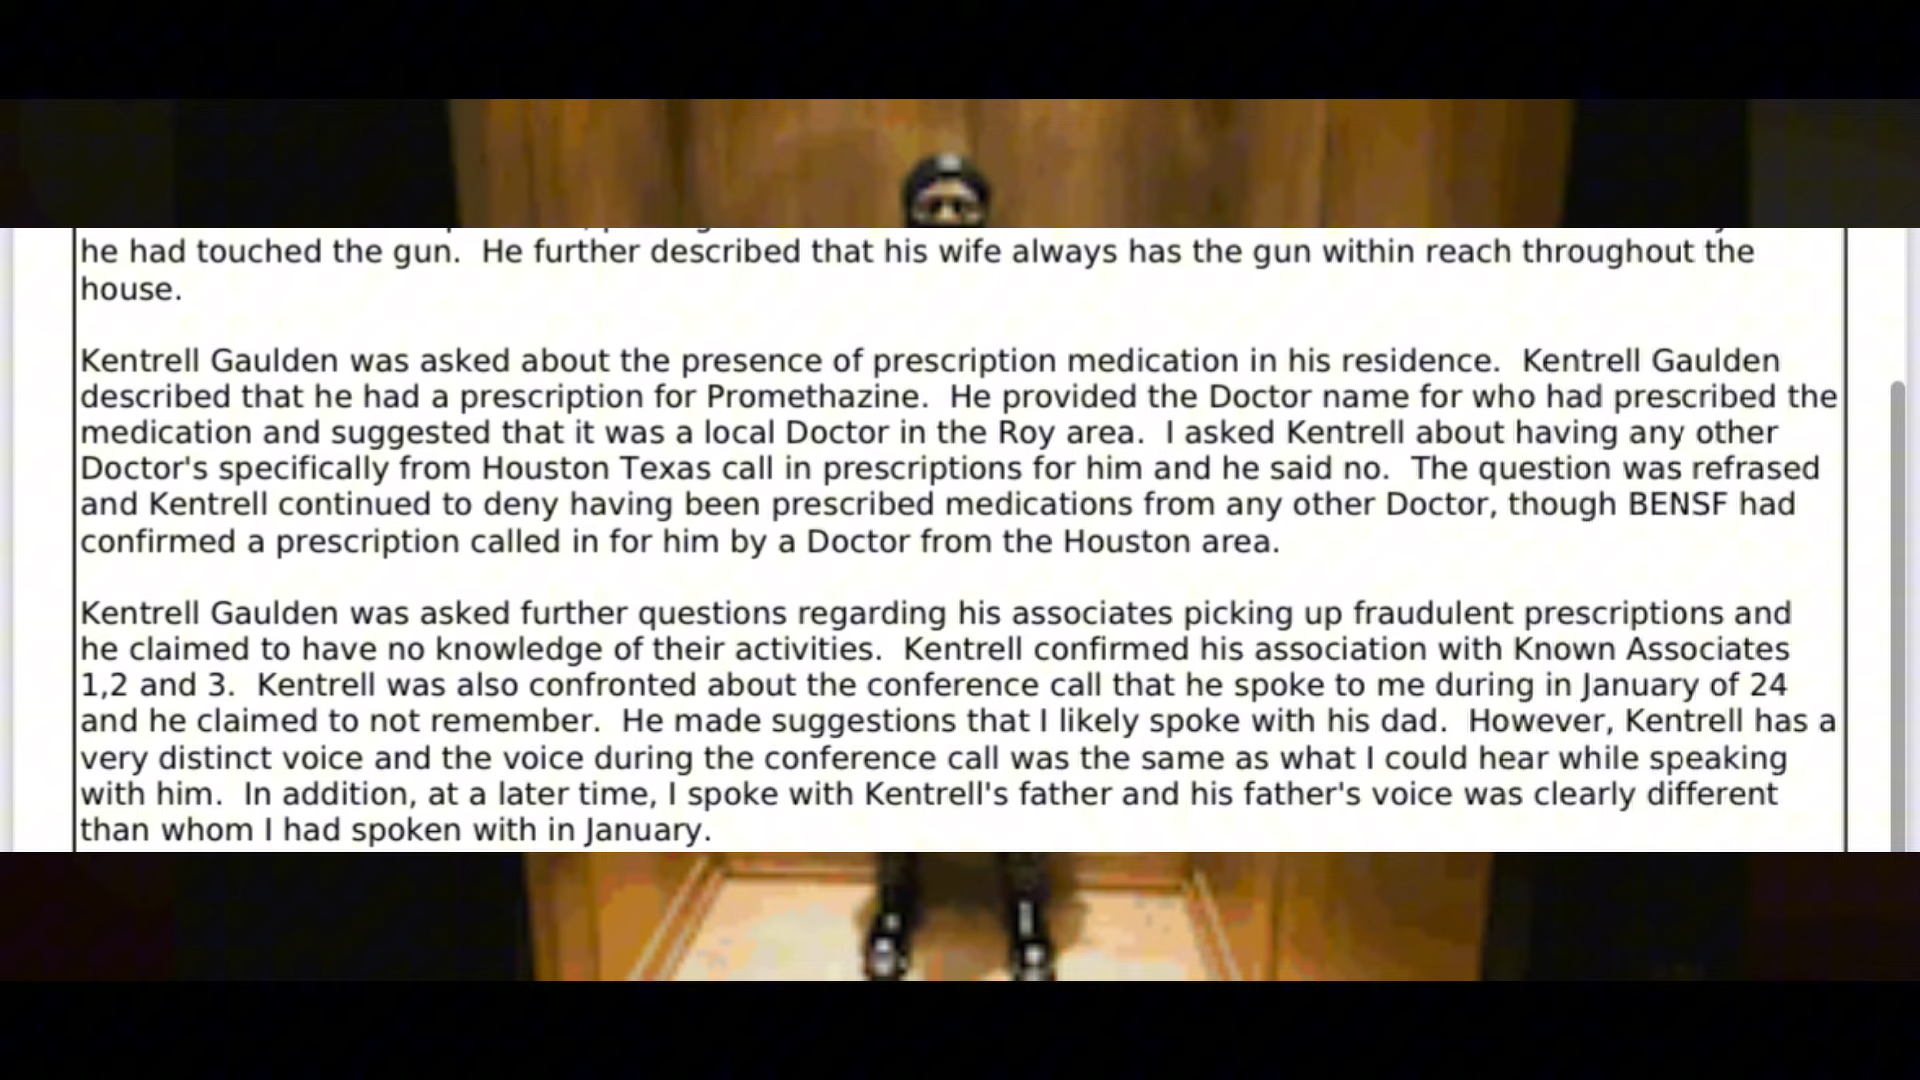 he had touched the gun.  He further described that his wife always has the gun within reach throughout the
house.
Kentrell Gaulden was asked about the presence of prescription medication in his residence.  Kentrell Gaulden
described that he had a prescription for Promethazine.  He provided the Doctor name for who had prescribed the
medication and suggested that it was a local Doctor in the Roy area.  I asked Kentrell about having any other
Doctor's specifically from Houston Texas call in prescriptions for him and he said no.  The question was refrased
and Kentrell continued to deny having been prescribed medications from any other Doctor, though BENSF had
confirmed a prescription called in for him by a Doctor from the Houston area.
Kentrell Gaulden was asked further questions regarding his associates picking up fraudulent prescriptions and
he claimed to have no knowledge of their activities.  Kentrell confirmed his association with Known Associates
1,2 and 3.  Kentrell was also confronted about the conference call that he spoke to me during in January of 24
and he claimed to not remember.  He made suggestions that I likely spoke with his dad.  However, Kentrell has a
very distinct voice and the voice during the conference call was the same as what I could hear while speaking
with him.  In addition, at a later time, I spoke with Kentrell's father and his father's voice was clearly different
than whom I had spoken with in January.